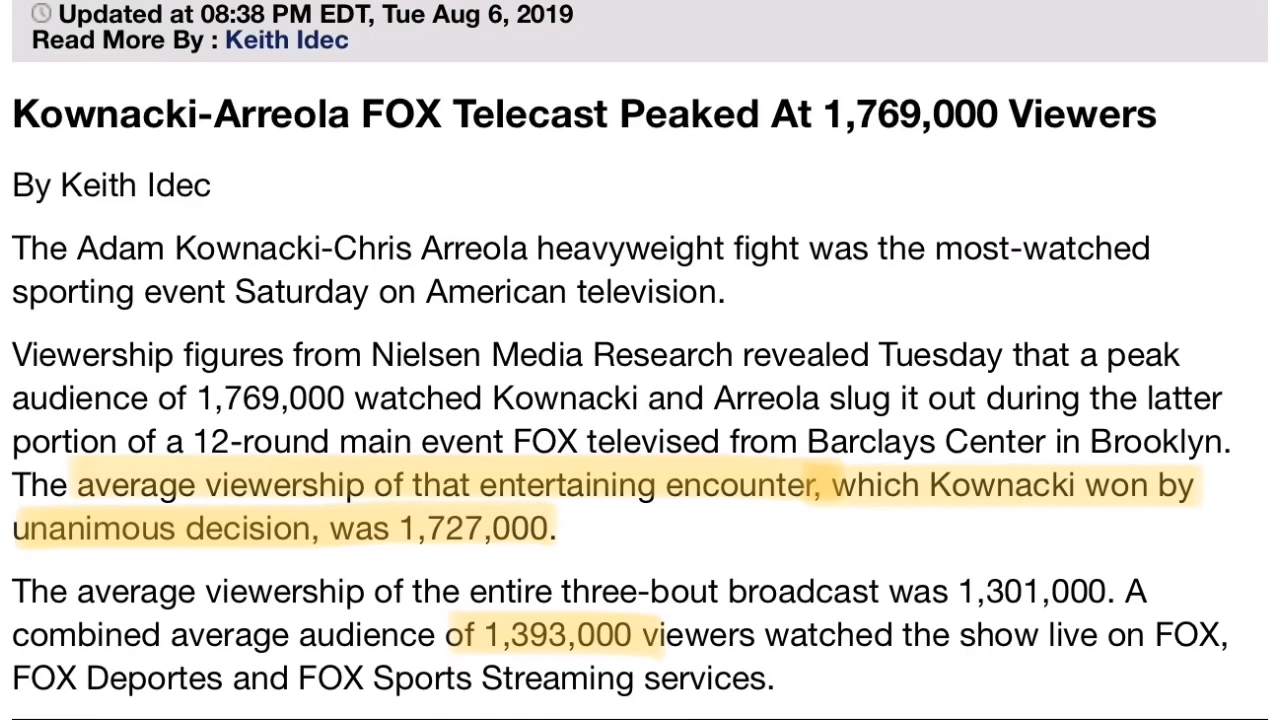 Updated at 08:38 PM EDT, Tue Aug 6, 2019
Read More By : Keith Idec
Kownacki-Arreola FOX Telecast Peaked At 1,769,000 Viewers
By Keith Idec
The Adam Kownacki-Chris Arreola heavyweight fight was the most-watched
sporting event Saturday on American television.
Viewership figures from Nielsen Media Research revealed Tuesday that a peak
audience of 1,769,000 watched Kownacki and Arreola slug it out during the latter
portion of a 12-round main event FOX televised from Barclays Center in Brooklyn.
The average viewership of that entertaining encounter, which Kownacki won by
unanimous decision, was 1,727,000.
The average viewership of the entire three-bout broadcast was 1,301,000. A
combined average audience of 1,393,000 viewers watched the show live on FOX,
FOX Deportes and FOX Sports Streaming services.